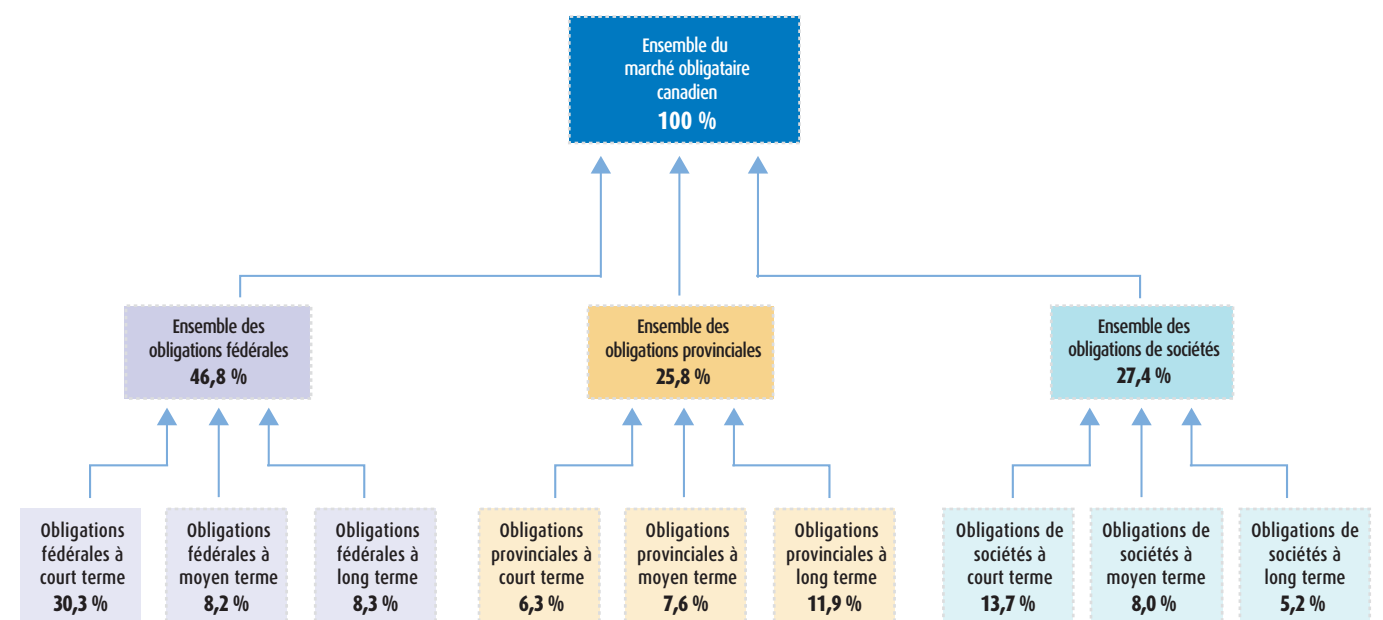 Ensemble du
marché obligataire
canadien
100 %
Ensemble des
obligations fédérales
46,8 %
Ensemble des
obligations provinciales
25,8 %
Ensemble des
obligations de sociétés
27,4 %
Obligations
fédérales à
court terme
30,3 %
Obligations
fédérales à
moyen terme
8,2 %
Obligations
fédérales à
long terme
8,3 %
Obligations
provinciales à
court terme
6,3 %
Obligations
provinciales à
moyen terme
7,6 %
Obligations
provinciales à
long terme
11,9 %
Obligations de
sociétés à
court terme
13,7 %
Obligations de
sociétés à
moyen terme
8,0 %
Obligations de
sociétés à
long terme
5,2 %